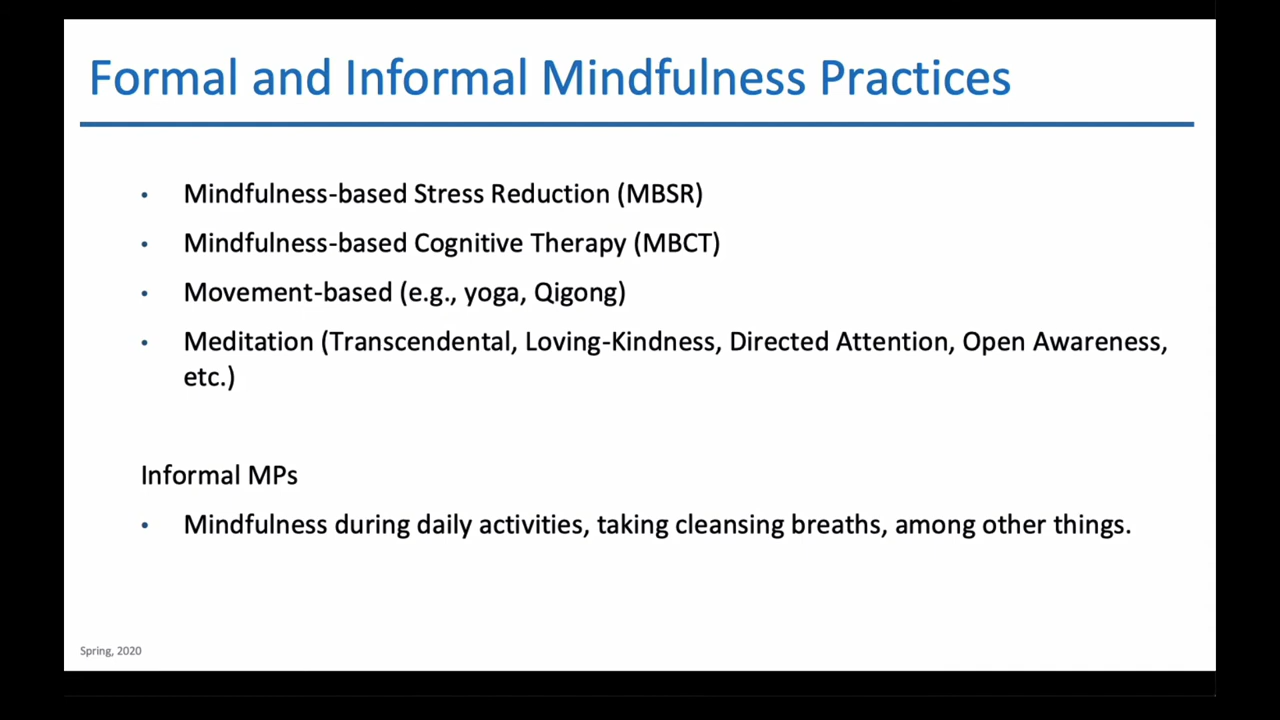 Formal and Informal Mindfulness Practices
• Mindfulness-based Stress Reduction (MBSR)
• Mindfulness-based Cognitive Therapy (MBCT)
• Movement-based (e.g., yoga, Qigong)
• Meditation (Transcendental, Loving-Kindness, Directed Attention, Open Awareness,
etc.)
Informal MPs
• Mindfulness during daily activities, taking cleansing breaths, among other things.
Spring, 2020